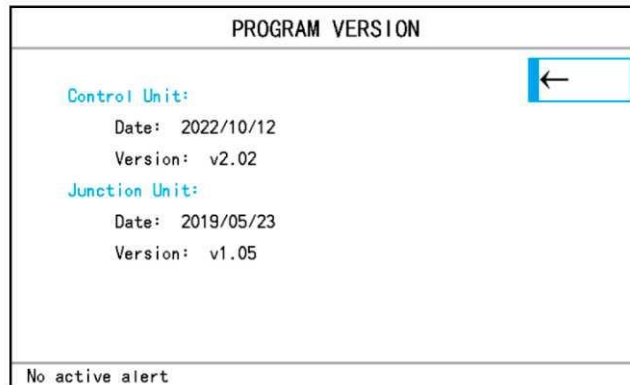 PROGRAM VERSION
←
Control Unit:
Date: 2022/10/12
Version: v2.02
Junction Unit:
Date: 2019/05/23
Version: v1.05
No active alert